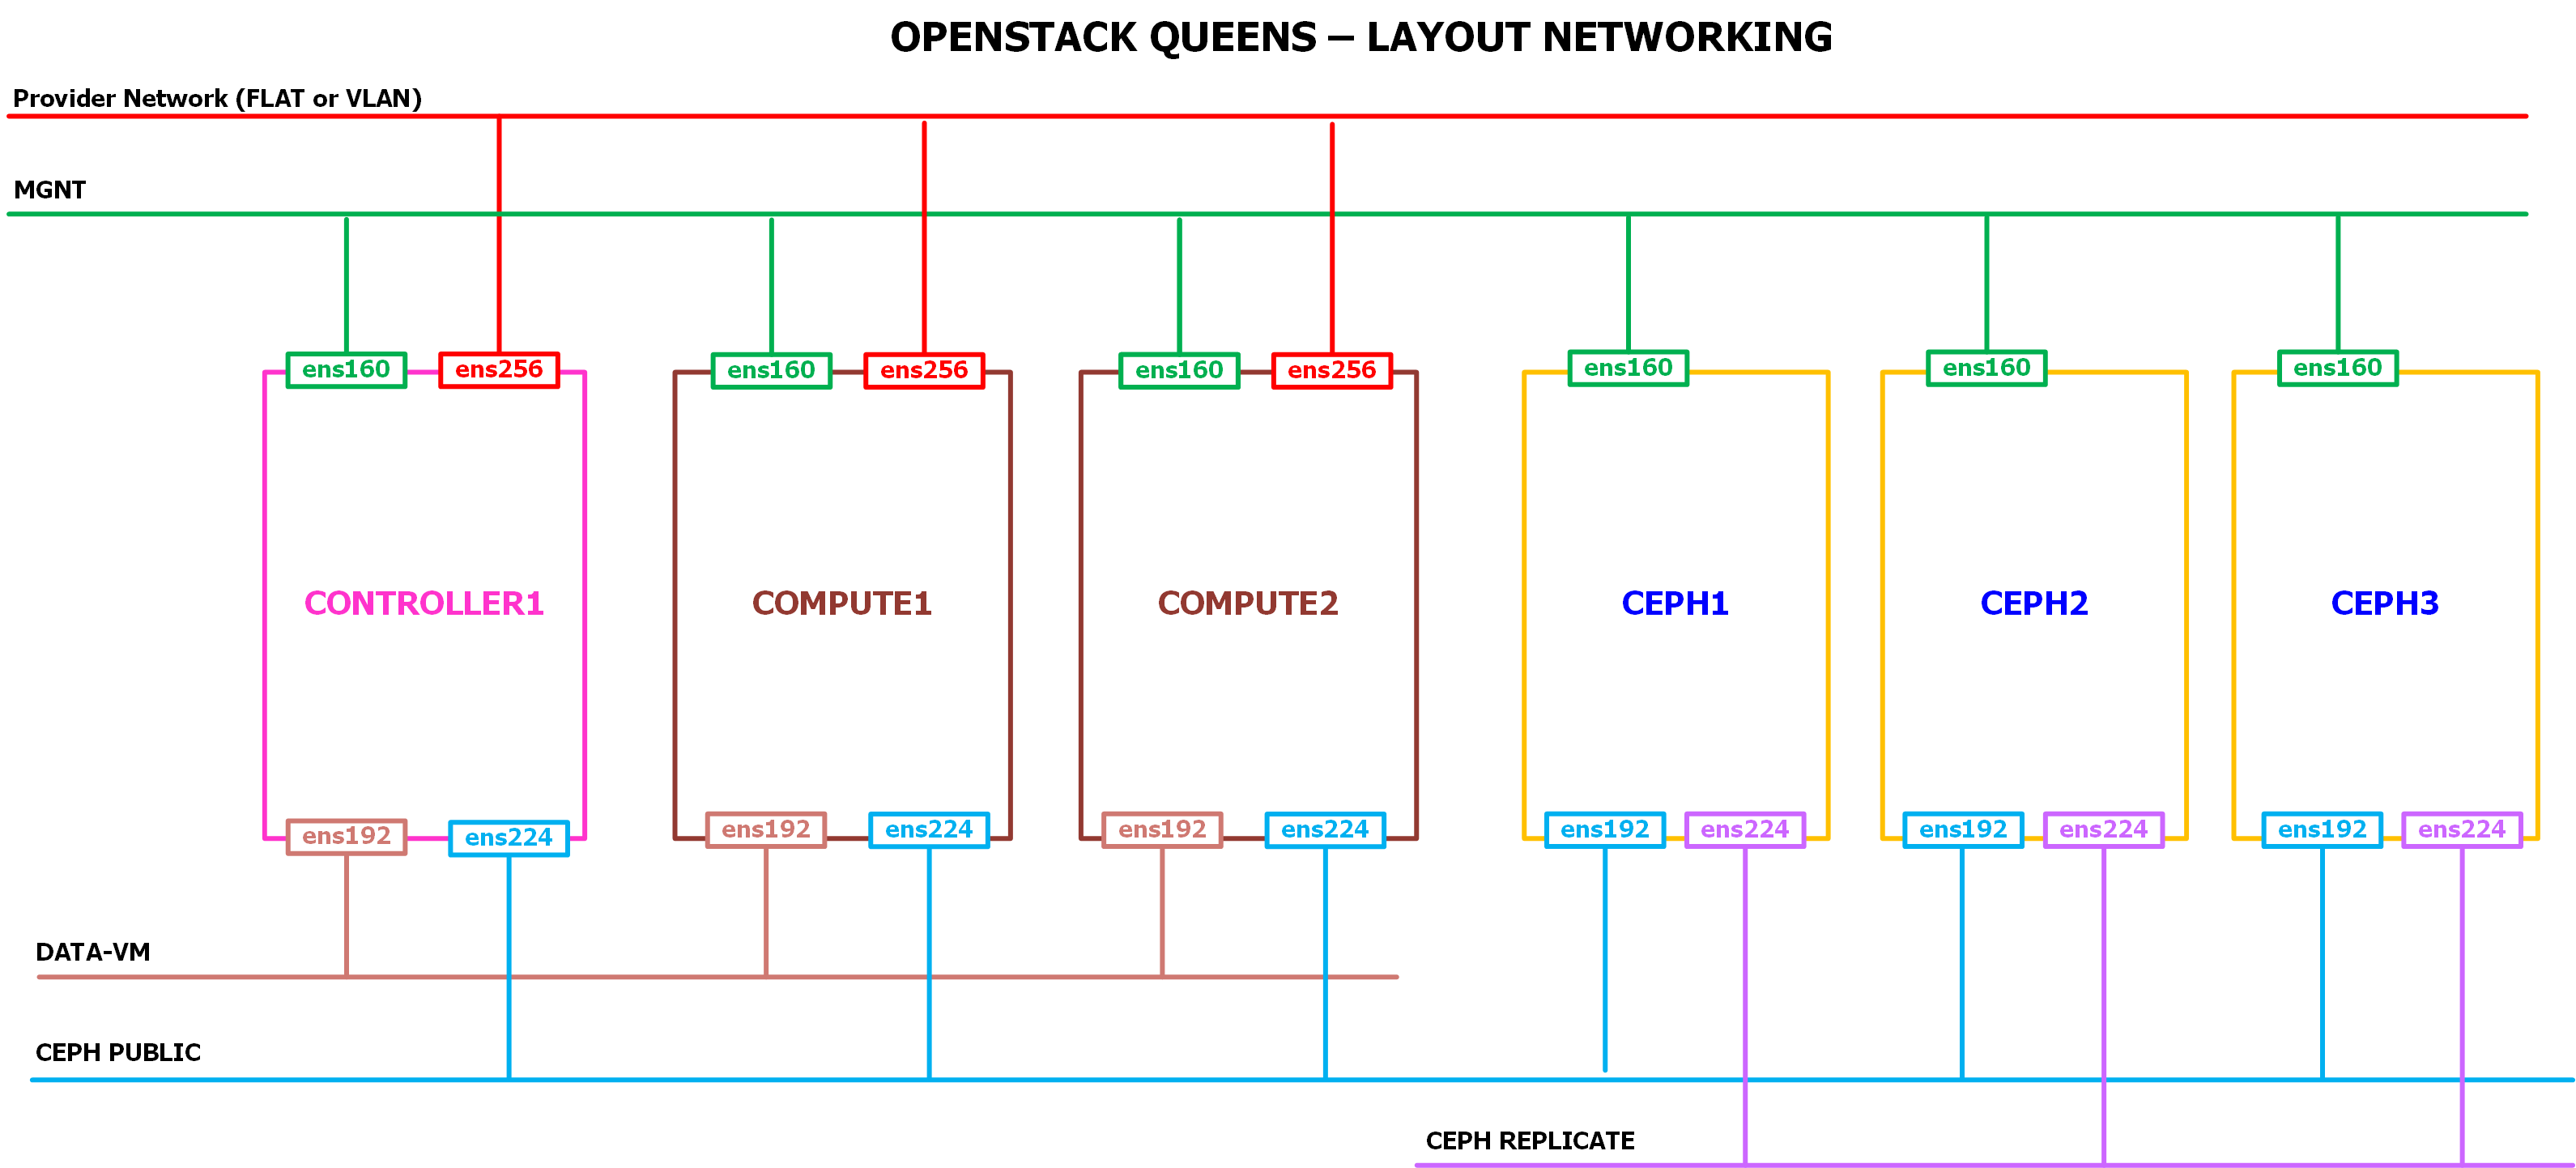 OPENSTACK QUEENS – LAYOUT NETWORKING
Provider Network (FLAT or VLAN)
MGNT
ens160 ens256 ens160 ens256 ens160 ens256 ens160 ens160 ens160
CONTROLLER1 COMPUTE1 COMPUTE2 CEPH1 CEPH2 CEPH3
ens192 ens224 ens192 ens224 ens192 ens224 ens192 ens224 ens192 ens224 ens192 ens224
DATA-VM
CEPH PUBLIC
CEPH REPLICATE